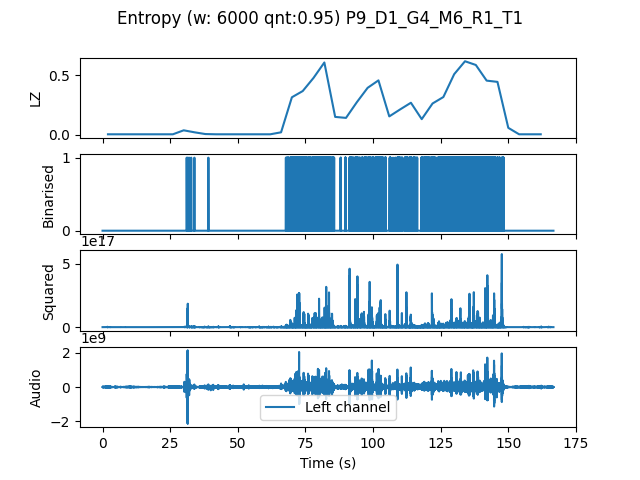 Entropy (w: 6000 qnt:0.95) P9_D1_G4_M6_R1_T1
LZ
0.5
0.0
Binarised
1
0
1e17
Squared
5
0
1e9
Audio
2
0
−2
Left channel
0 25 50 75 100 125 150 175
Time (s)